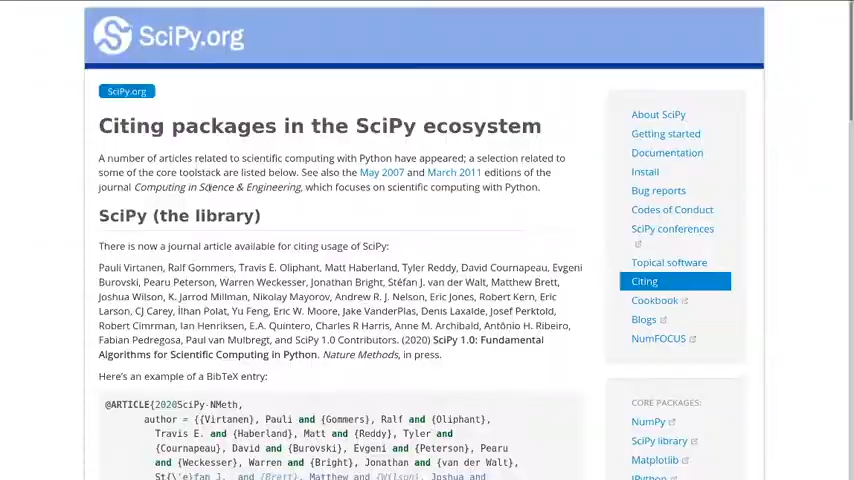 SciPy.org
SciPy.org
Citing packages in the SciPy ecosystem
A number of articles related to scientific computing with Python have appeared; a selection related to
some of the core toolstack are listed below. See also the May 2007 and March 2011 editions of the
journal Computing in Science & Engineering, which focuses on scientific computing with Python.
SciPy (the library)
There is now a journal article available for citing usage of SciPy:
Pauli Virtanen, Ralf Gommers, Travis E. Oliphant, Matt Haberland, Tyler Reddy, David Cournapeau, Evgeni
Burovski, Pearu Peterson, Warren Weckesser, Jonathan Bright, Stéfan J. van der Walt, Matthew Brett,
Joshua Wilson, K. Jarrod Millman, Nikolay Mayorov, Andrew R. J. Nelson, Eric Jones, Robert Kern, Eric
Larson, CJ Carey, İlhan Polat, Yu Feng, Eric W. Moore, Jake VanderPlas, Denis Laxalde, Josef Perktold,
Robert Cimrman, Ian Henriksen, E.A. Quintero, Charles R Harris, Anne M. Archibald, Antônio H. Ribeiro,
Fabian Pedregosa, Paul van Mulbregt, and SciPy 1.0 Contributors. (2020) SciPy 1.0: Fundamental
Algorithms for Scientific Computing in Python. Nature Methods, in press.
Here's an example of a BibTeX entry:
@ARTICLE{2020SciPy-NMeth,
author = {{Virtanen}, Pauli and {Gommers}, Ralf and {Oliphant},
Travis E. and {Haberland}, Matt and {Reddy}, Tyler and
{Cournapeau}, David and {Burovski}, Evgeni and {Peterson}, Pearu
and {Weckesser}, Warren and {Bright}, Jonathan and {van der Walt},
St{\'e}fan J. and {Brett}, Matthew and {Wilson}, Joshua and
About SciPy
Getting started
Documentation
Install
Bug reports
Codes of Conduct
SciPy conferences
Topical software
Citing
Cookbook
Blogs
NumFOCUS
CORE PACKAGES:
NumPy
SciPy library
Matplotlib
IPython